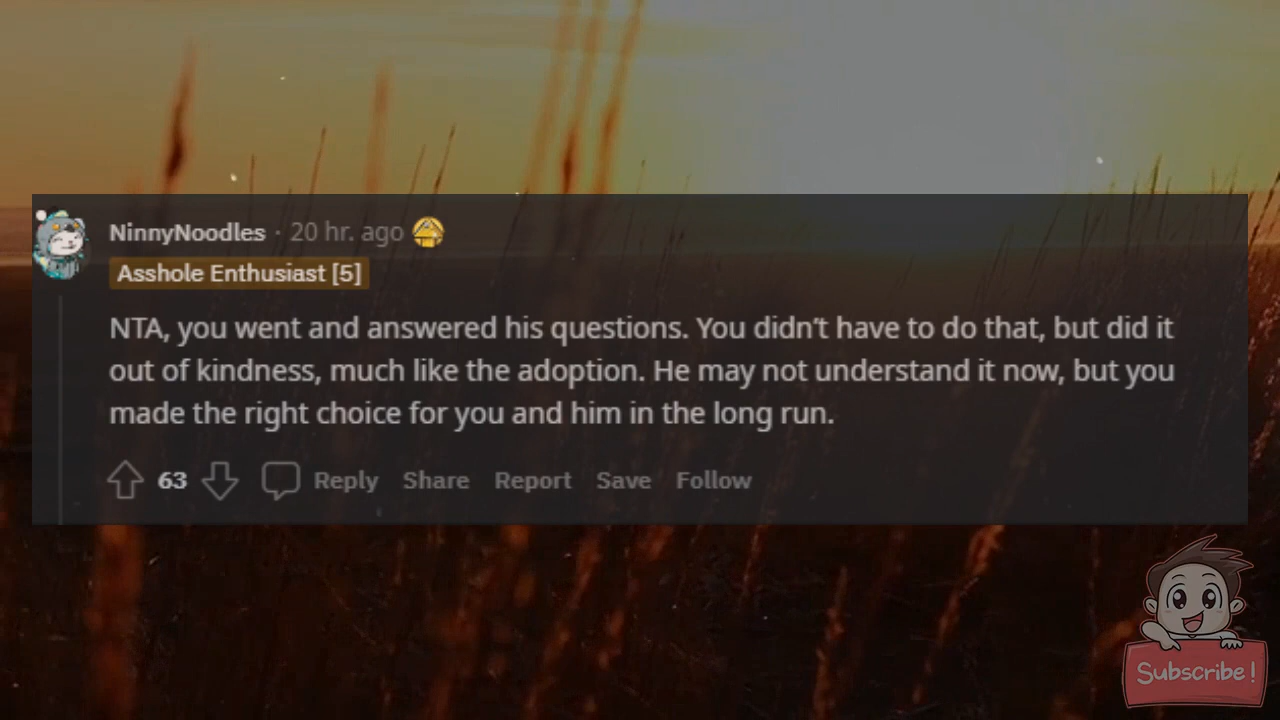 NinnyNoodles · 20 hr. ago
Asshole Enthusiast [5]
NTA, you went and answered his questions. You didn't have to do that, but did it
out of kindness, much like the adoption. He may not understand it now, but you
made the right choice for you and him in the long run.
63 Reply Share Report Save Follow
Subscribe!